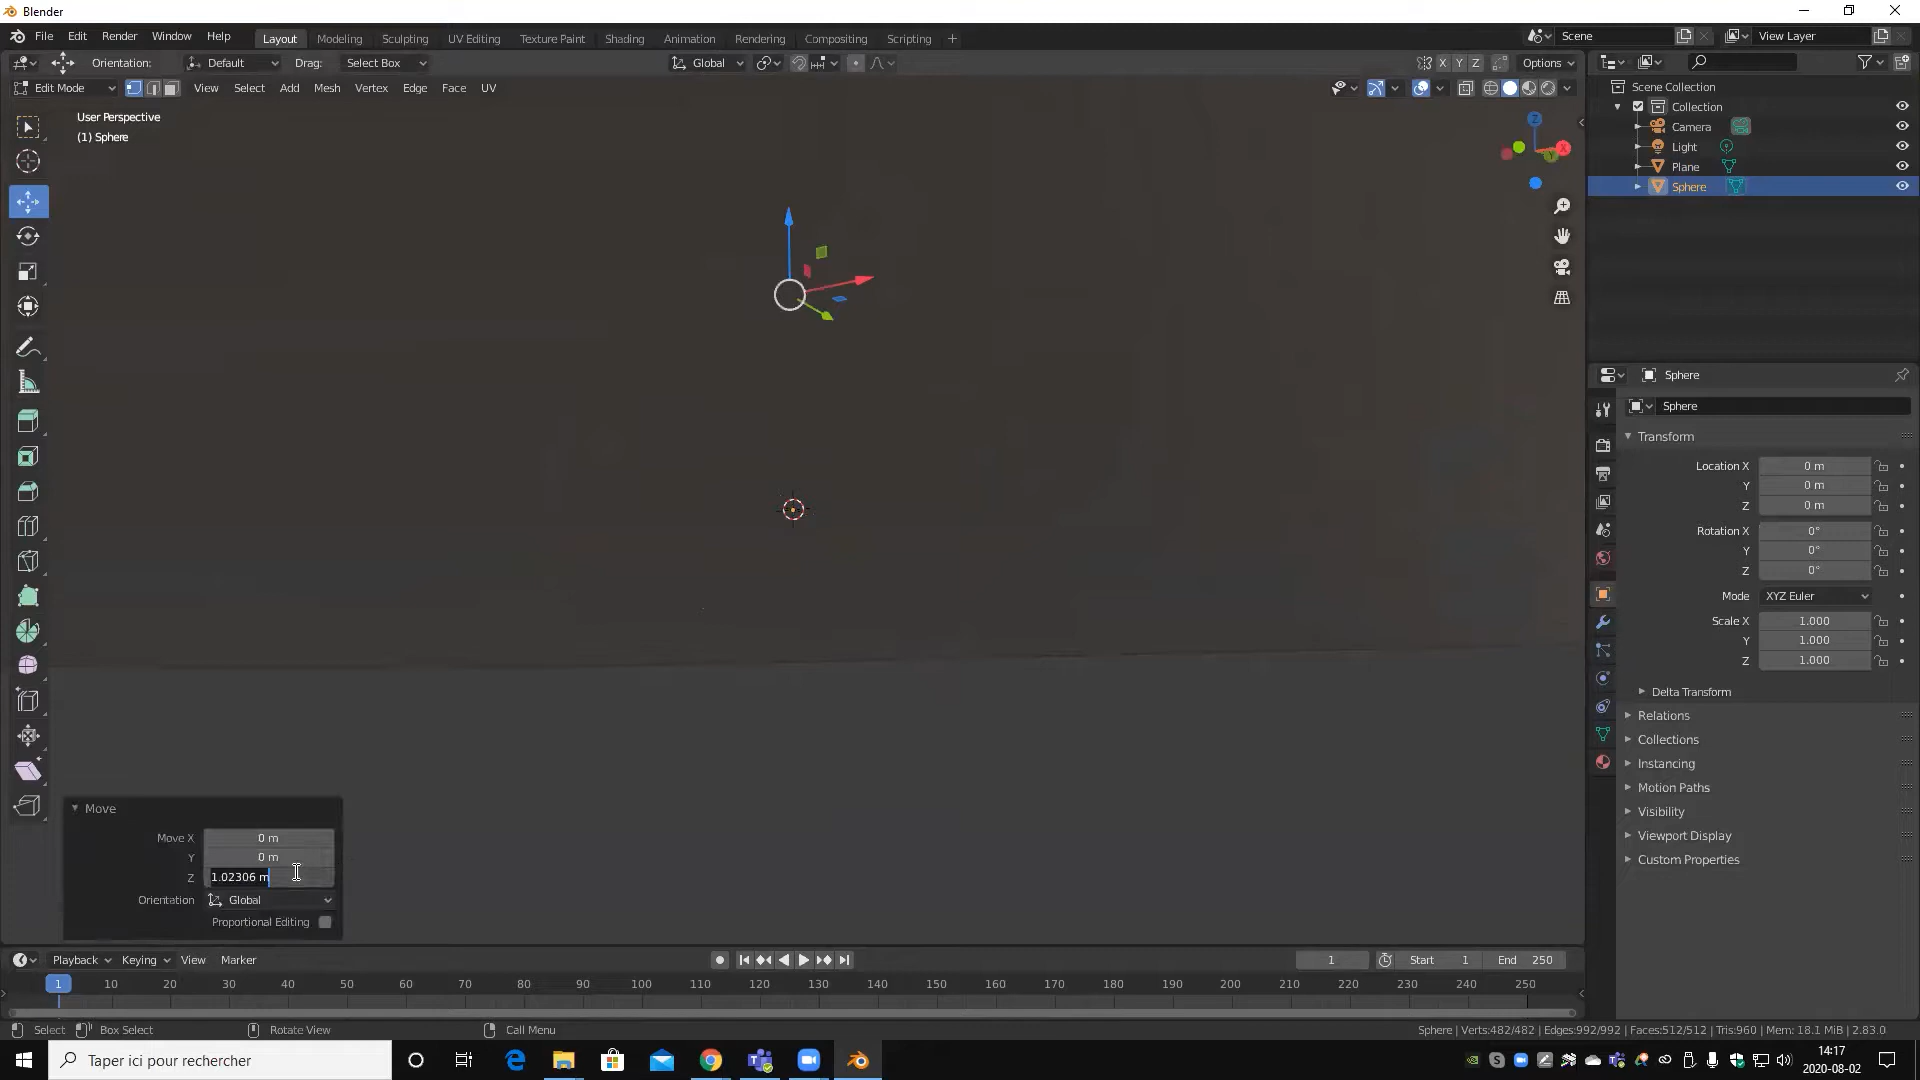 Blender
File Edit Render Window Help Layout Modeling Sculpting UV Editing Texture Paint Shading Animation Rendering Compositing Scripting + Scene View Layer
Orientation: Default Drag: Select Box Global X Y Z Options
Edit Mode View Select Add Mesh Vertex Edge Face UV
User Perspective
(1) Sphere
Z
X
Y
Scene Collection
Collection
Camera
Light
Plane
Sphere
Sphere
Sphere
Transform
Location X 0 m
Y 0 m
Z 0 m
Rotation X 0°
Y 0°
Z 0°
Mode XYZ Euler
Scale X 1.000
Y 1.000
Z 1.000
Delta Transform
Relations
Collections
Instancing
Motion Paths
Visibility
Viewport Display
Custom Properties
Move
Move X 0 m
Y 0 m
Z 1.02306 m
Orientation Global
Proportional Editing
Playback Keying View Marker 1 Start 1 End 250
1 10 20 30 40 50 60 70 80 90 100 110 120 130 140 150 160 170 180 190 200 210 220 230 240 250
Select Box Select Rotate View Call Menu Sphere | Verts:482/482 | Edges:992/992 | Faces:512/512 | Tris:960 | Mem: 18.1 MiB | 2.83.0
Taper ici pour rechercher
14:17
2020-08-02